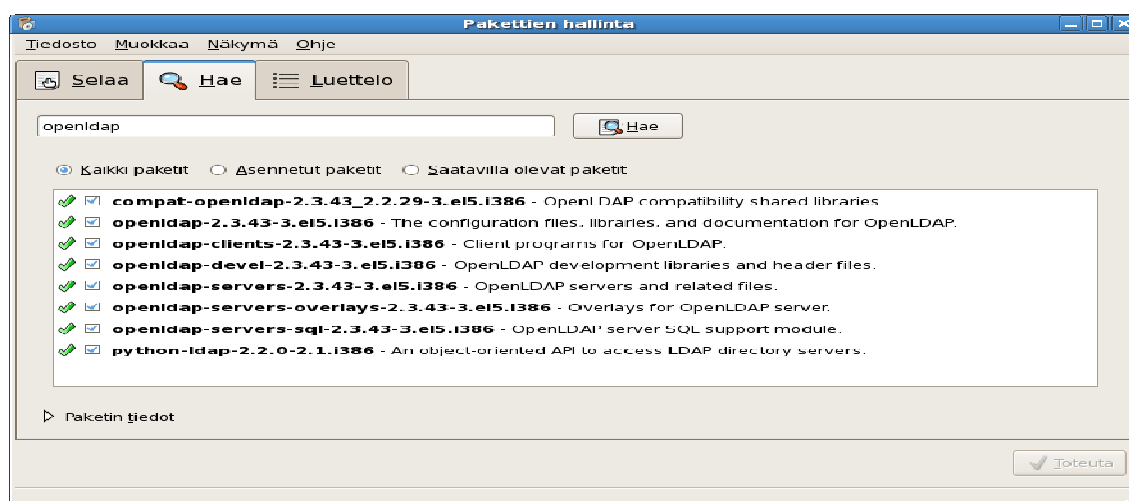 Pakettien hallinta
Tiedosto Muokkaa Näkymä Ohje
Selaa Hae Luettelo
openldap Hae
Kaikki paketit Asennetut paketit Saatavilla olevat paketit
compat-openldap-2.3.43_2.2.29-3.el5.i386 - OpenLDAP compatibility shared libraries
openldap-2.3.43-3.el5.i386 - The configuration files, libraries, and documentation for OpenLDAP.
openldap-clients-2.3.43-3.el5.i386 - Client programs for OpenLDAP.
openldap-devel-2.3.43-3.el5.i386 - OpenLDAP development libraries and header files.
openldap-servers-2.3.43-3.el5.i386 - OpenLDAP servers and related files.
openldap-servers-overlays-2.3.43-3.el5.i386 - Overlays for OpenLDAP server.
openldap-servers-sql-2.3.43-3.el5.i386 - OpenLDAP server SQL support module.
python-ldap-2.2.0-2.1.i386 - An object-oriented API to access LDAP directory servers.
Paketin tiedot
Toteuta